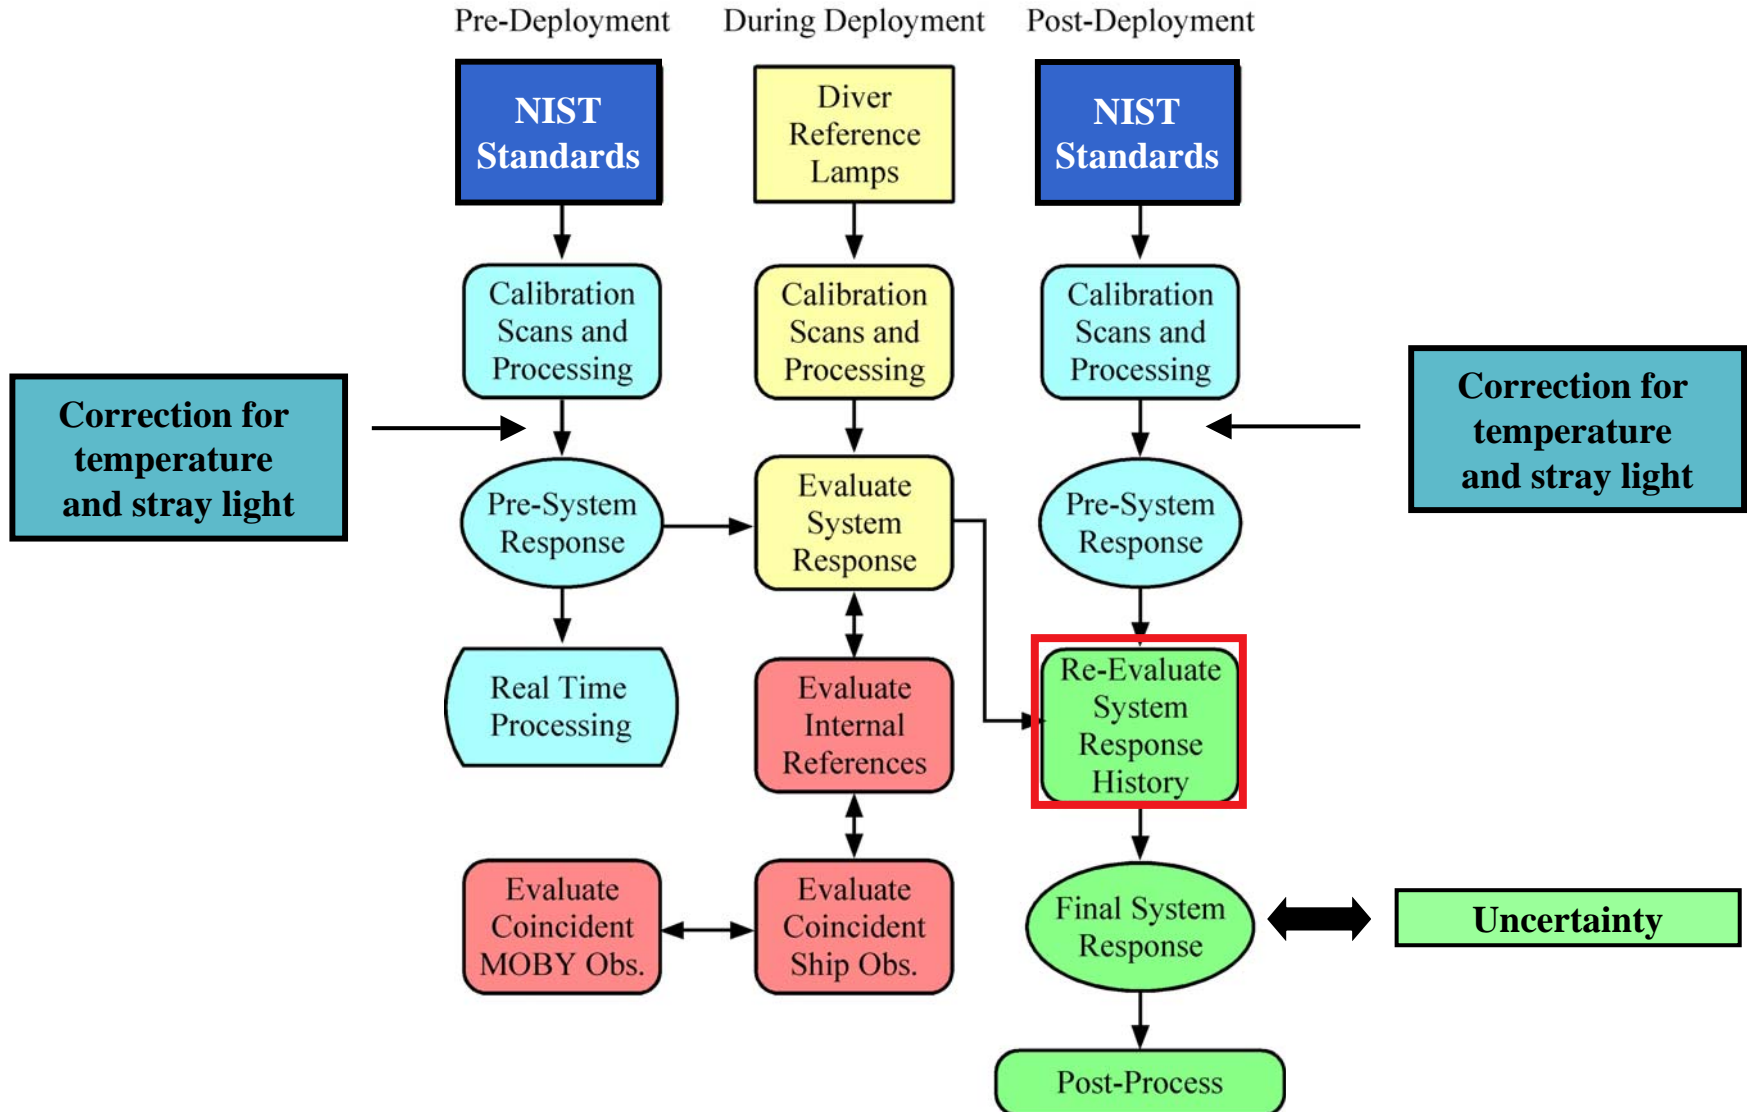 Pre-Deployment
During Deployment
Post-Deployment
NIST
Standards
Diver
Reference
Lamps
NIST
Standards
Calibration
Scans and
Processing
Calibration
Scans and
Processing
Calibration
Scans and
Processing
Correction for
temperature
and stray light
Correction for
temperature
and stray light
Pre-System
Response
Evaluate
System
Response
Pre-System
Response
Real Time
Processing
Evaluate
Internal
References
Re-Evaluate
System
Response
History
Evaluate
Coincident
MOBY Obs.
Evaluate
Coincident
Ship Obs.
Final System
Response
Uncertainty
Post-Process